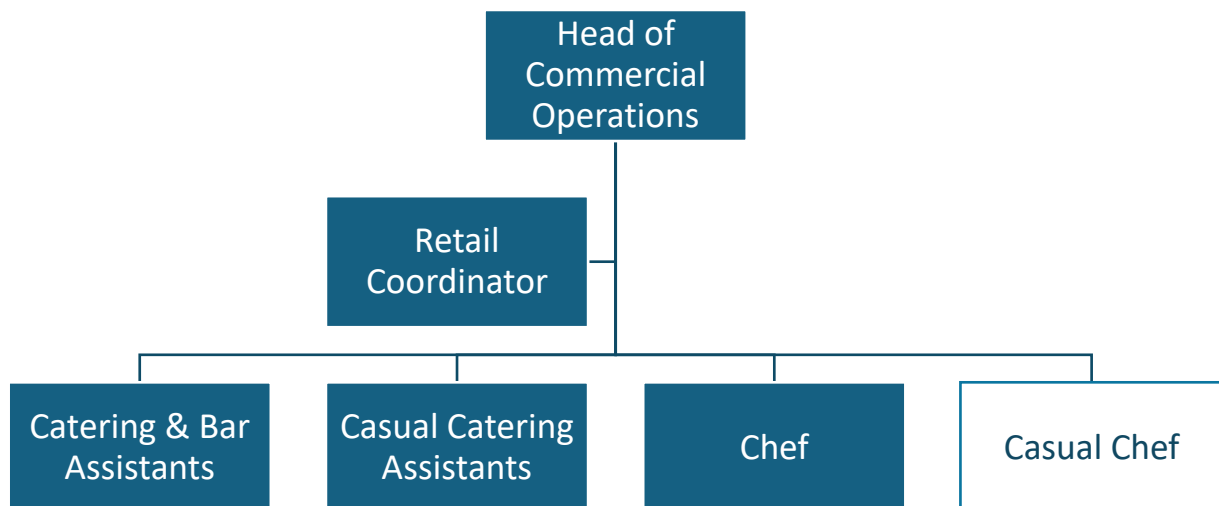 Head of
Commercial
Operations
Retail
Coordinator
Catering & Bar
Assistants
Casual Catering
Assistants
Chef
Casual Chef